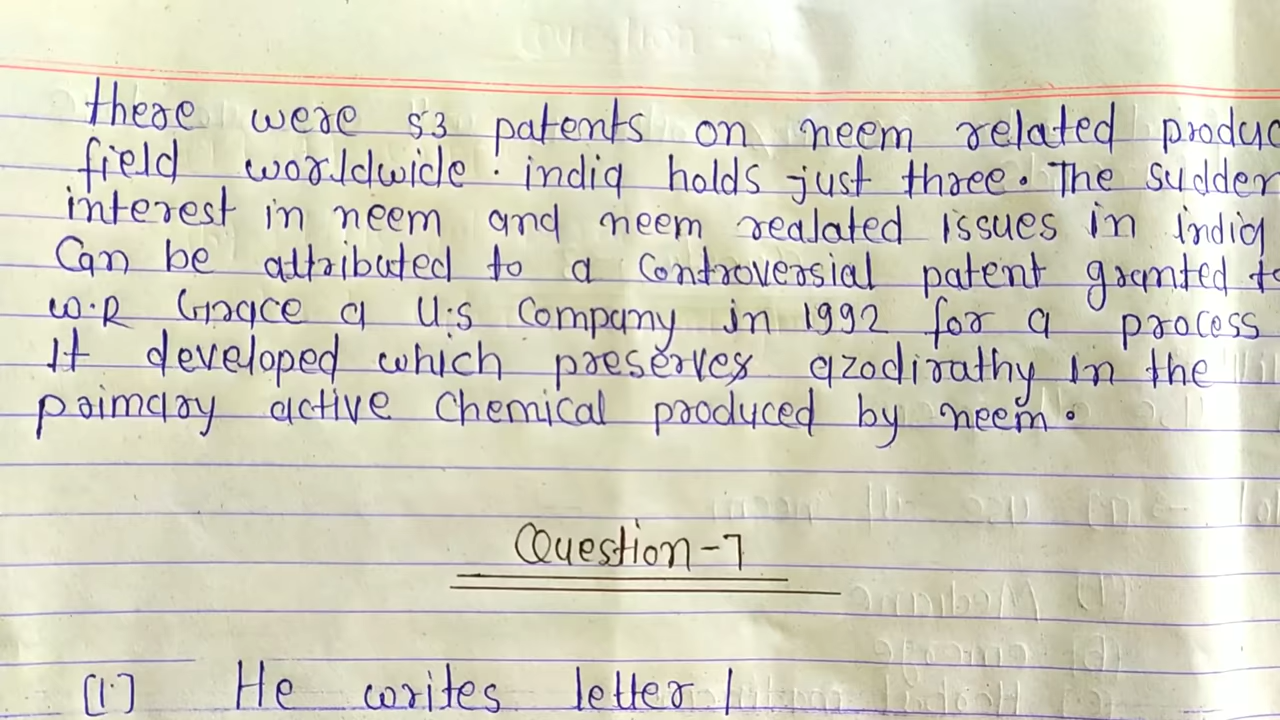 there were 53 patents on neem related produc
field worldwide. india holds just three. The sudden
interest in neem and neem realated issues in india
Can be attributed to a Controversial patent granted to
W.R Grace a U.S Company in 1992 for a process
It developed which preserves azodirathy in the
primary active Chemical produced by neem.
Question-7
[1.] He writes letter